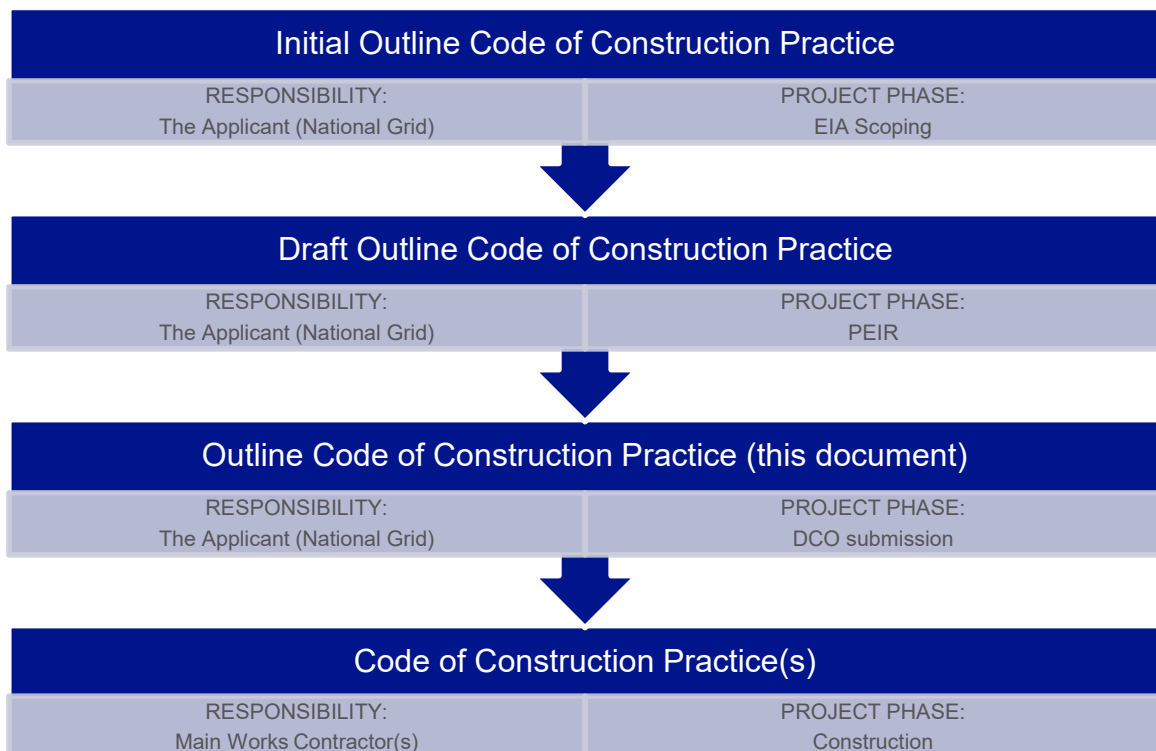 Initial Outline Code of Construction Practice
RESPONSIBILITY:
The Applicant (National Grid)
PROJECT PHASE:
EIA Scoping
Draft Outline Code of Construction Practice
RESPONSIBILITY:
The Applicant (National Grid)
PROJECT PHASE:
PEIR
Outline Code of Construction Practice (this document)
RESPONSIBILITY:
The Applicant (National Grid)
PROJECT PHASE:
DCO submission
Code of Construction Practice(s)
RESPONSIBILITY:
Main Works Contractor(s)
PROJECT PHASE:
Construction